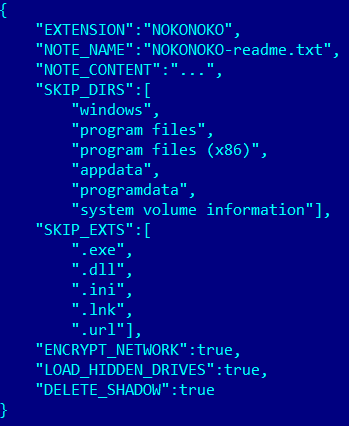 {
"EXTENSION":"NOKONOKO",
"NOTE_NAME":"NOKONOKO-readme.txt",
"NOTE_CONTENT":"...",
"SKIP_DIRS":[
"windows",
"program files",
"program files (x86)",
"appdata",
"programdata",
"system volume information"],
"SKIP_EXTS":[
".exe",
".dll",
".ini",
".lnk",
".url"],
"ENCRYPT_NETWORK":true,
"LOAD_HIDDEN_DRIVES":true,
"DELETE_SHADOW":true
}